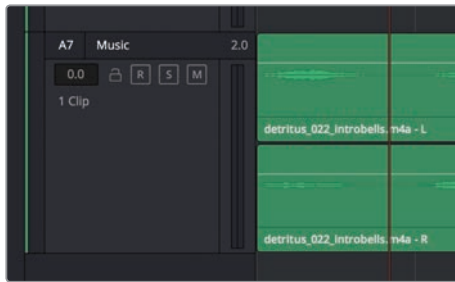 A7 Music 2.0
0.0 R S M
1 Clip
detritus_022_introbells.m4a - L
detritus_022_introbells.m4a - R